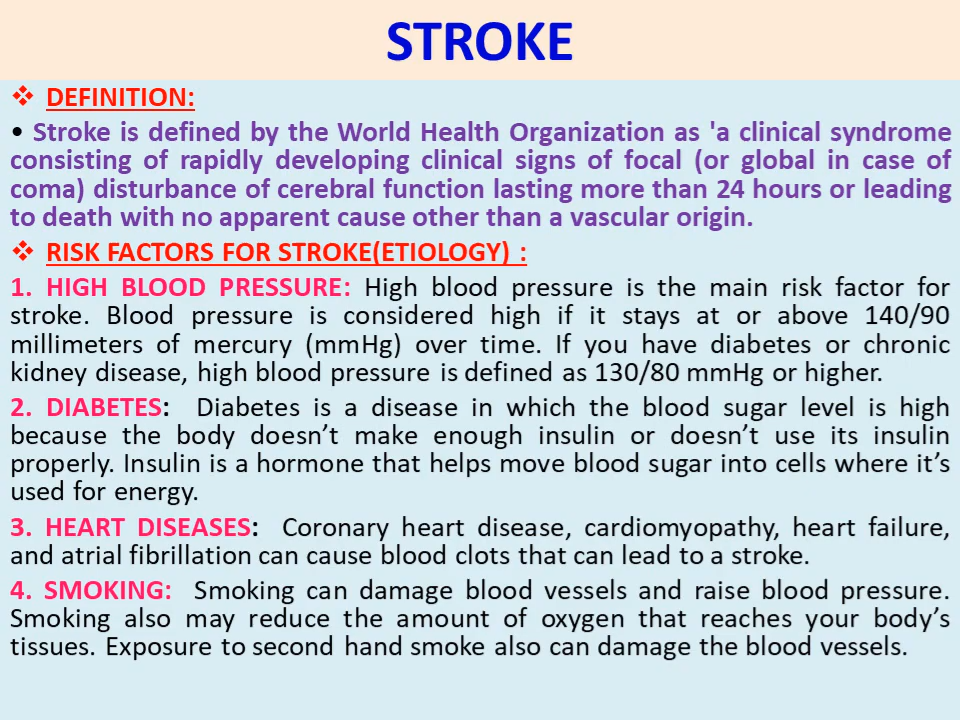 STROKE
❖ DEFINITION:
• Stroke is defined by the World Health Organization as 'a clinical syndrome
consisting of rapidly developing clinical signs of focal (or global in case of
coma) disturbance of cerebral function lasting more than 24 hours or leading
to death with no apparent cause other than a vascular origin.
❖ RISK FACTORS FOR STROKE(ETIOLOGY) :
1. HIGH BLOOD PRESSURE: High blood pressure is the main risk factor for
stroke. Blood pressure is considered high if it stays at or above 140/90
millimeters of mercury (mmHg) over time. If you have diabetes or chronic
kidney disease, high blood pressure is defined as 130/80 mmHg or higher.
2. DIABETES: Diabetes is a disease in which the blood sugar level is high
because the body doesn’t make enough insulin or doesn’t use its insulin
properly. Insulin is a hormone that helps move blood sugar into cells where it’s
used for energy.
3. HEART DISEASES: Coronary heart disease, cardiomyopathy, heart failure,
and atrial fibrillation can cause blood clots that can lead to a stroke.
4. SMOKING: Smoking can damage blood vessels and raise blood pressure.
Smoking also may reduce the amount of oxygen that reaches your body’s
tissues. Exposure to second hand smoke also can damage the blood vessels.